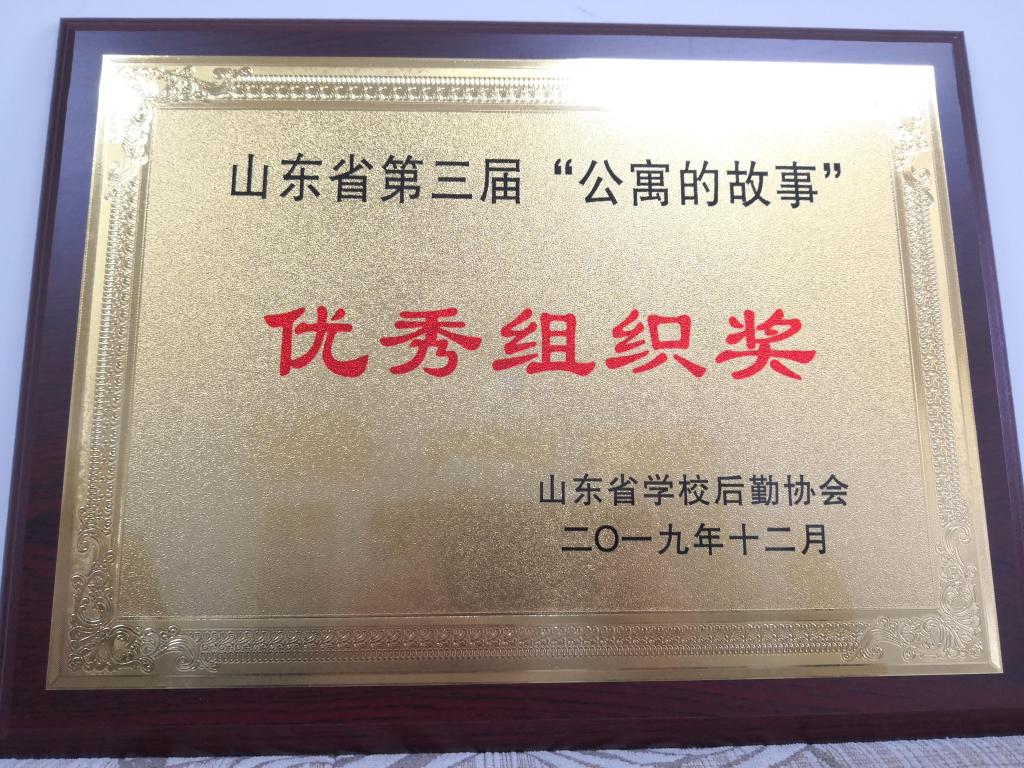 山东省第三届“公寓的故事”
优秀组织奖
山东省学校后勤协会
二〇一九年十二月